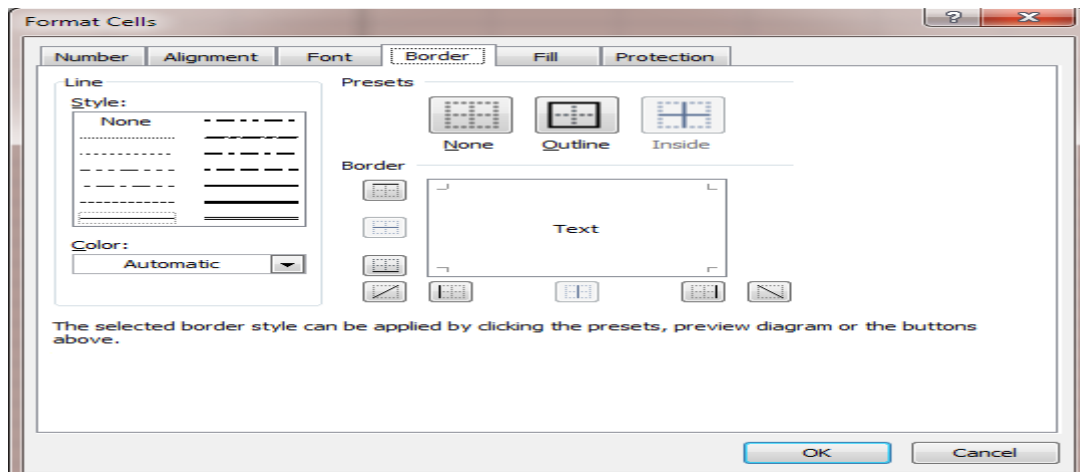 Format Cells
Number Alignment Font Border Fill Protection
Line
Style:
None
Color:
Automatic
Presets
None Outline Inside
Border
Text
The selected border style can be applied by clicking the presets, preview diagram or the buttons
above.
OK Cancel